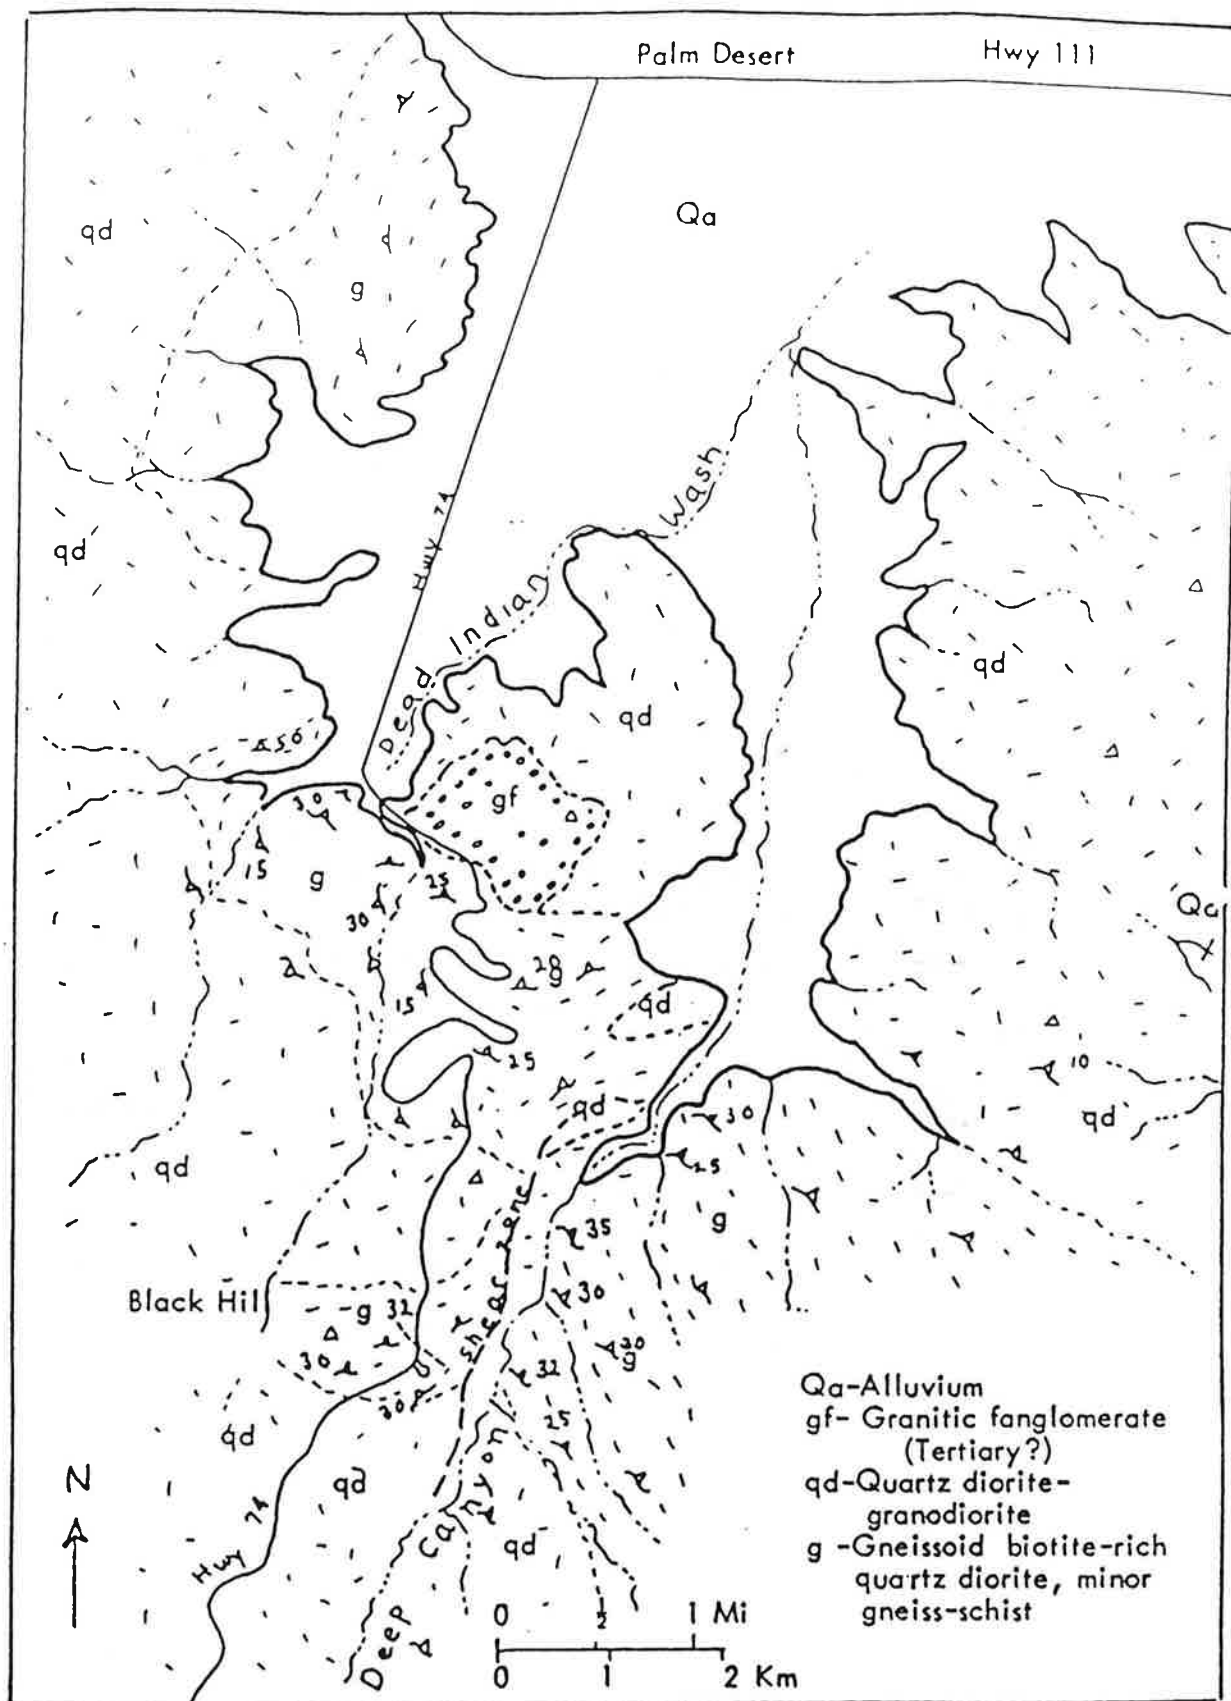 Palm Desert Hwy 111
Qa
qd
g
qd
Hwy 74
Dead Indian Wash
qd
qd
50
gf
30
15
g
25
30
Qa
28
g
15
qd
25
10
qd
qd
30
qd
25
g
35
shear zone
Black Hill
30
g 32
30
g
30
32
30
25
qd
qd
N
Hwy 74
Deep Canyon
qd
Qa-Alluvium
gf- Granitic fanglomerate
(Tertiary?)
qd-Quartz diorite-
granodiorite
g -Gneissoid biotite-rich
quartz diorite, minor
gneiss-schist
0 ½ 1 Mi
0 1 2 Km